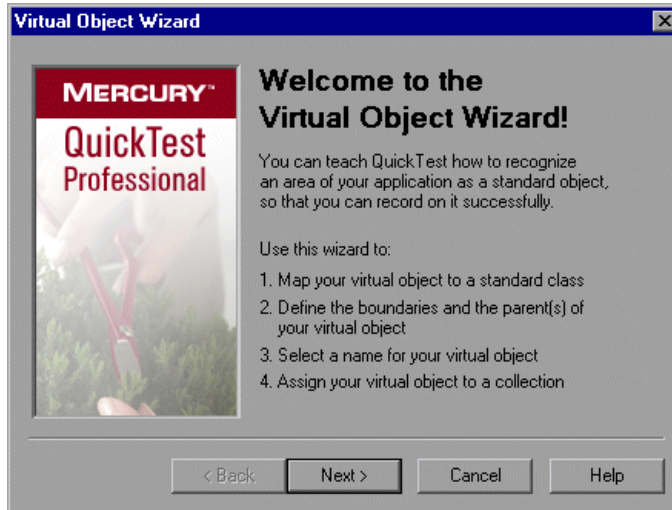 Virtual Object Wizard
MERCURY™
QuickTest
Professional
Welcome to the
Virtual Object Wizard!
You can teach QuickTest how to recognize
an area of your application as a standard object,
so that you can record on it successfully.
Use this wizard to:
1. Map your virtual object to a standard class
2. Define the boundaries and the parent(s) of
your virtual object
3. Select a name for your virtual object
4. Assign your virtual object to a collection
< Back
Next >
Cancel
Help